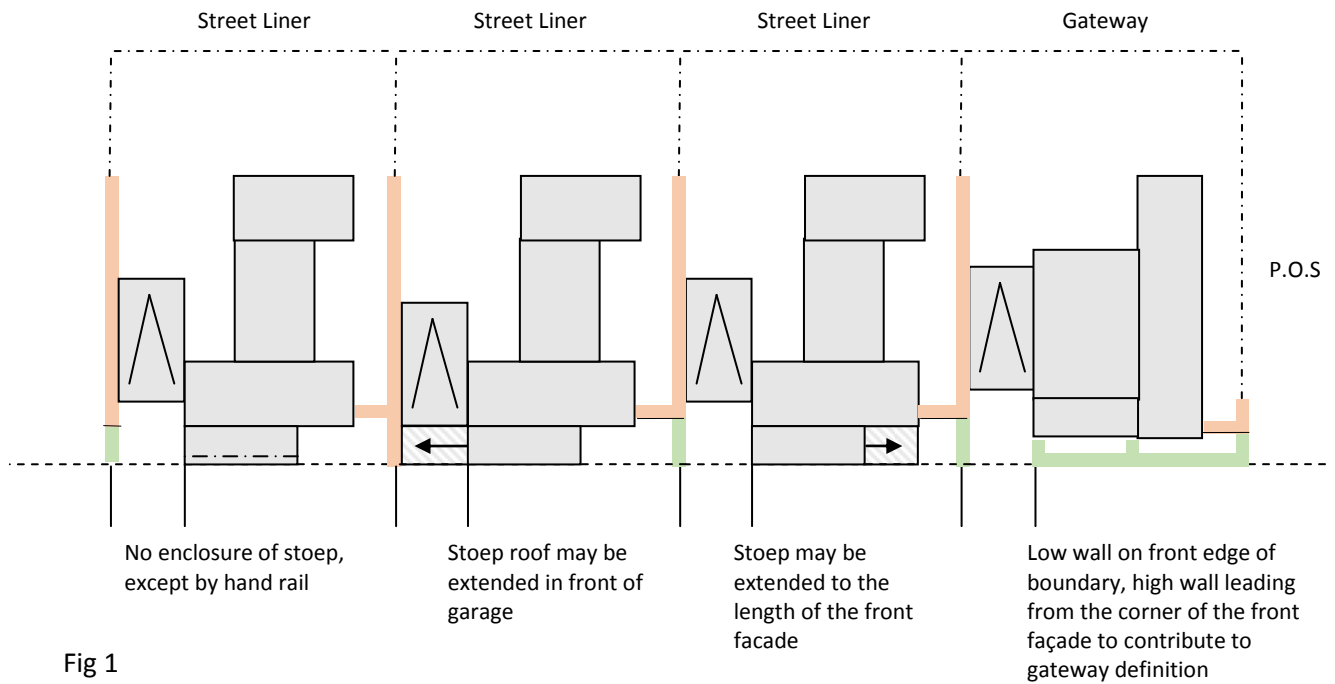 Street Liner
Street Liner
Street Liner
Gateway
P.O.S
No enclosure of stoep,
except by hand rail
Stoep roof may be
extended in front of
garage
Stoep may be
extended to the
length of the front
facade
Low wall on front edge of
boundary, high wall leading
from the corner of the front
façade to contribute to
gateway definition
Fig 1